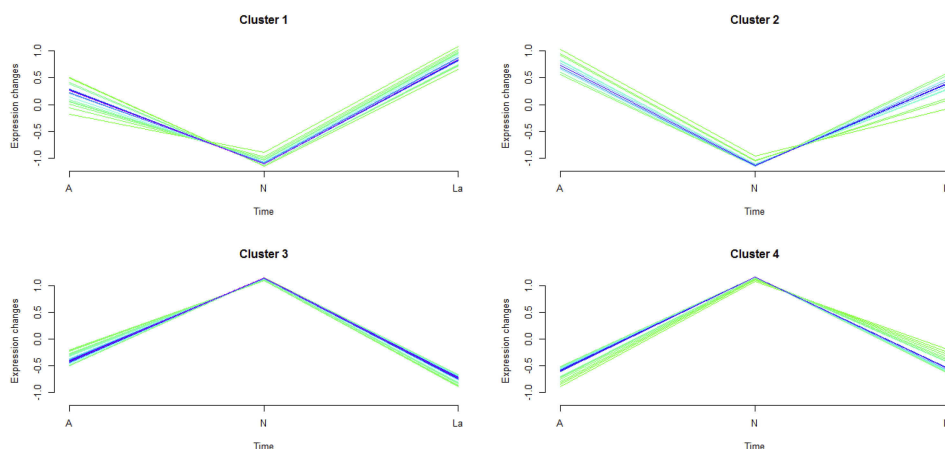 Cluster 1
Expression changes
1.0
0.5
0.0
-0.5
-1.0
A
N
La
Time
Cluster 2
Expression changes
1.0
0.5
0.0
-0.5
-1.0
A
N
Time
Cluster 3
Expression changes
1.0
0.5
0.0
-0.5
-1.0
A
N
La
Time
Cluster 4
Expression changes
1.0
0.5
0.0
-0.5
-1.0
A
N
Time